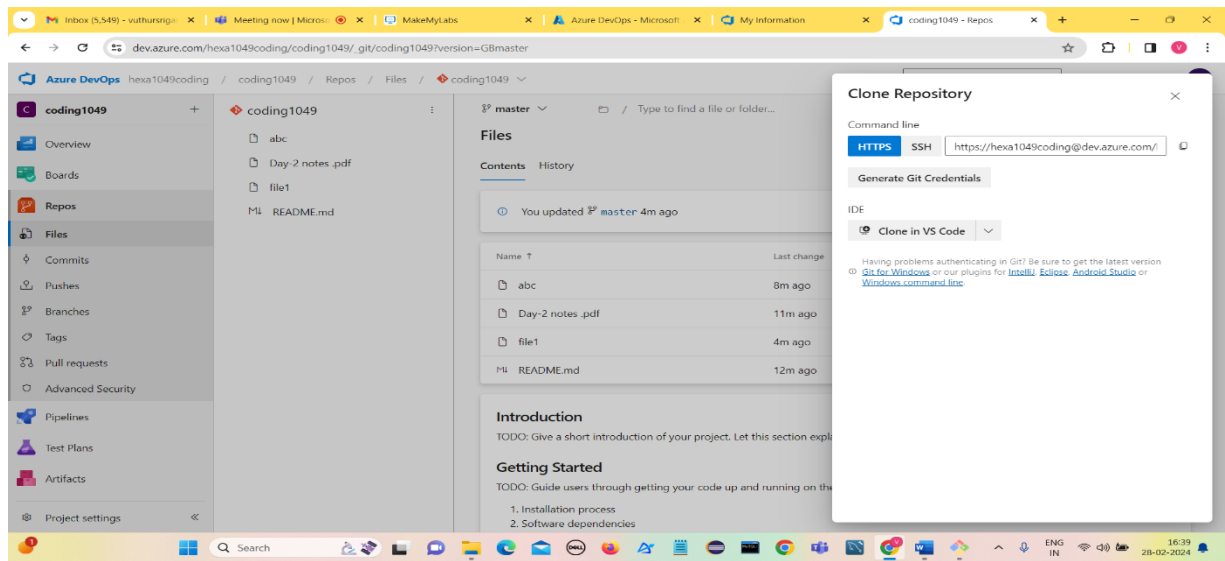 Inbox (5,549) - vuthursriga
Meeting now | Microso
MakeMyLabs
Azure DevOps - Microsoft
My Information
coding1049 - Repos
dev.azure.com/hexa1049coding/coding1049/_git/coding1049?version=GBmaster
Azure DevOps hexa1049coding / coding1049 / Repos / Files / coding1049
C coding1049
Overview
Boards
Repos
Files
Commits
Pushes
Branches
Tags
Pull requests
Advanced Security
Pipelines
Test Plans
Artifacts
Project settings
coding1049
abc
Day-2 notes .pdf
file1
M↓ README.md
master / Type to find a file or folder...
Files
Contents History
You updated master 4m ago
Name ↑ Last change
abc 8m ago
Day-2 notes .pdf 11m ago
file1 4m ago
M↓ README.md 12m ago
Introduction
TODO: Give a short introduction of your project. Let this section expla
Getting Started
TODO: Guide users through getting your code up and running on the
1. Installation process
2. Software dependencies
Clone Repository
Command line
HTTPS SSH https://hexa1049coding@dev.azure.com/
Generate Git Credentials
IDE
Clone in VS Code
Having problems authenticating in Git? Be sure to get the latest version
Git for Windows or our plugins for IntelliJ, Eclipse, Android Studio or
Windows command line.
Search
DELL
ENG
IN
16:39
28-02-2024